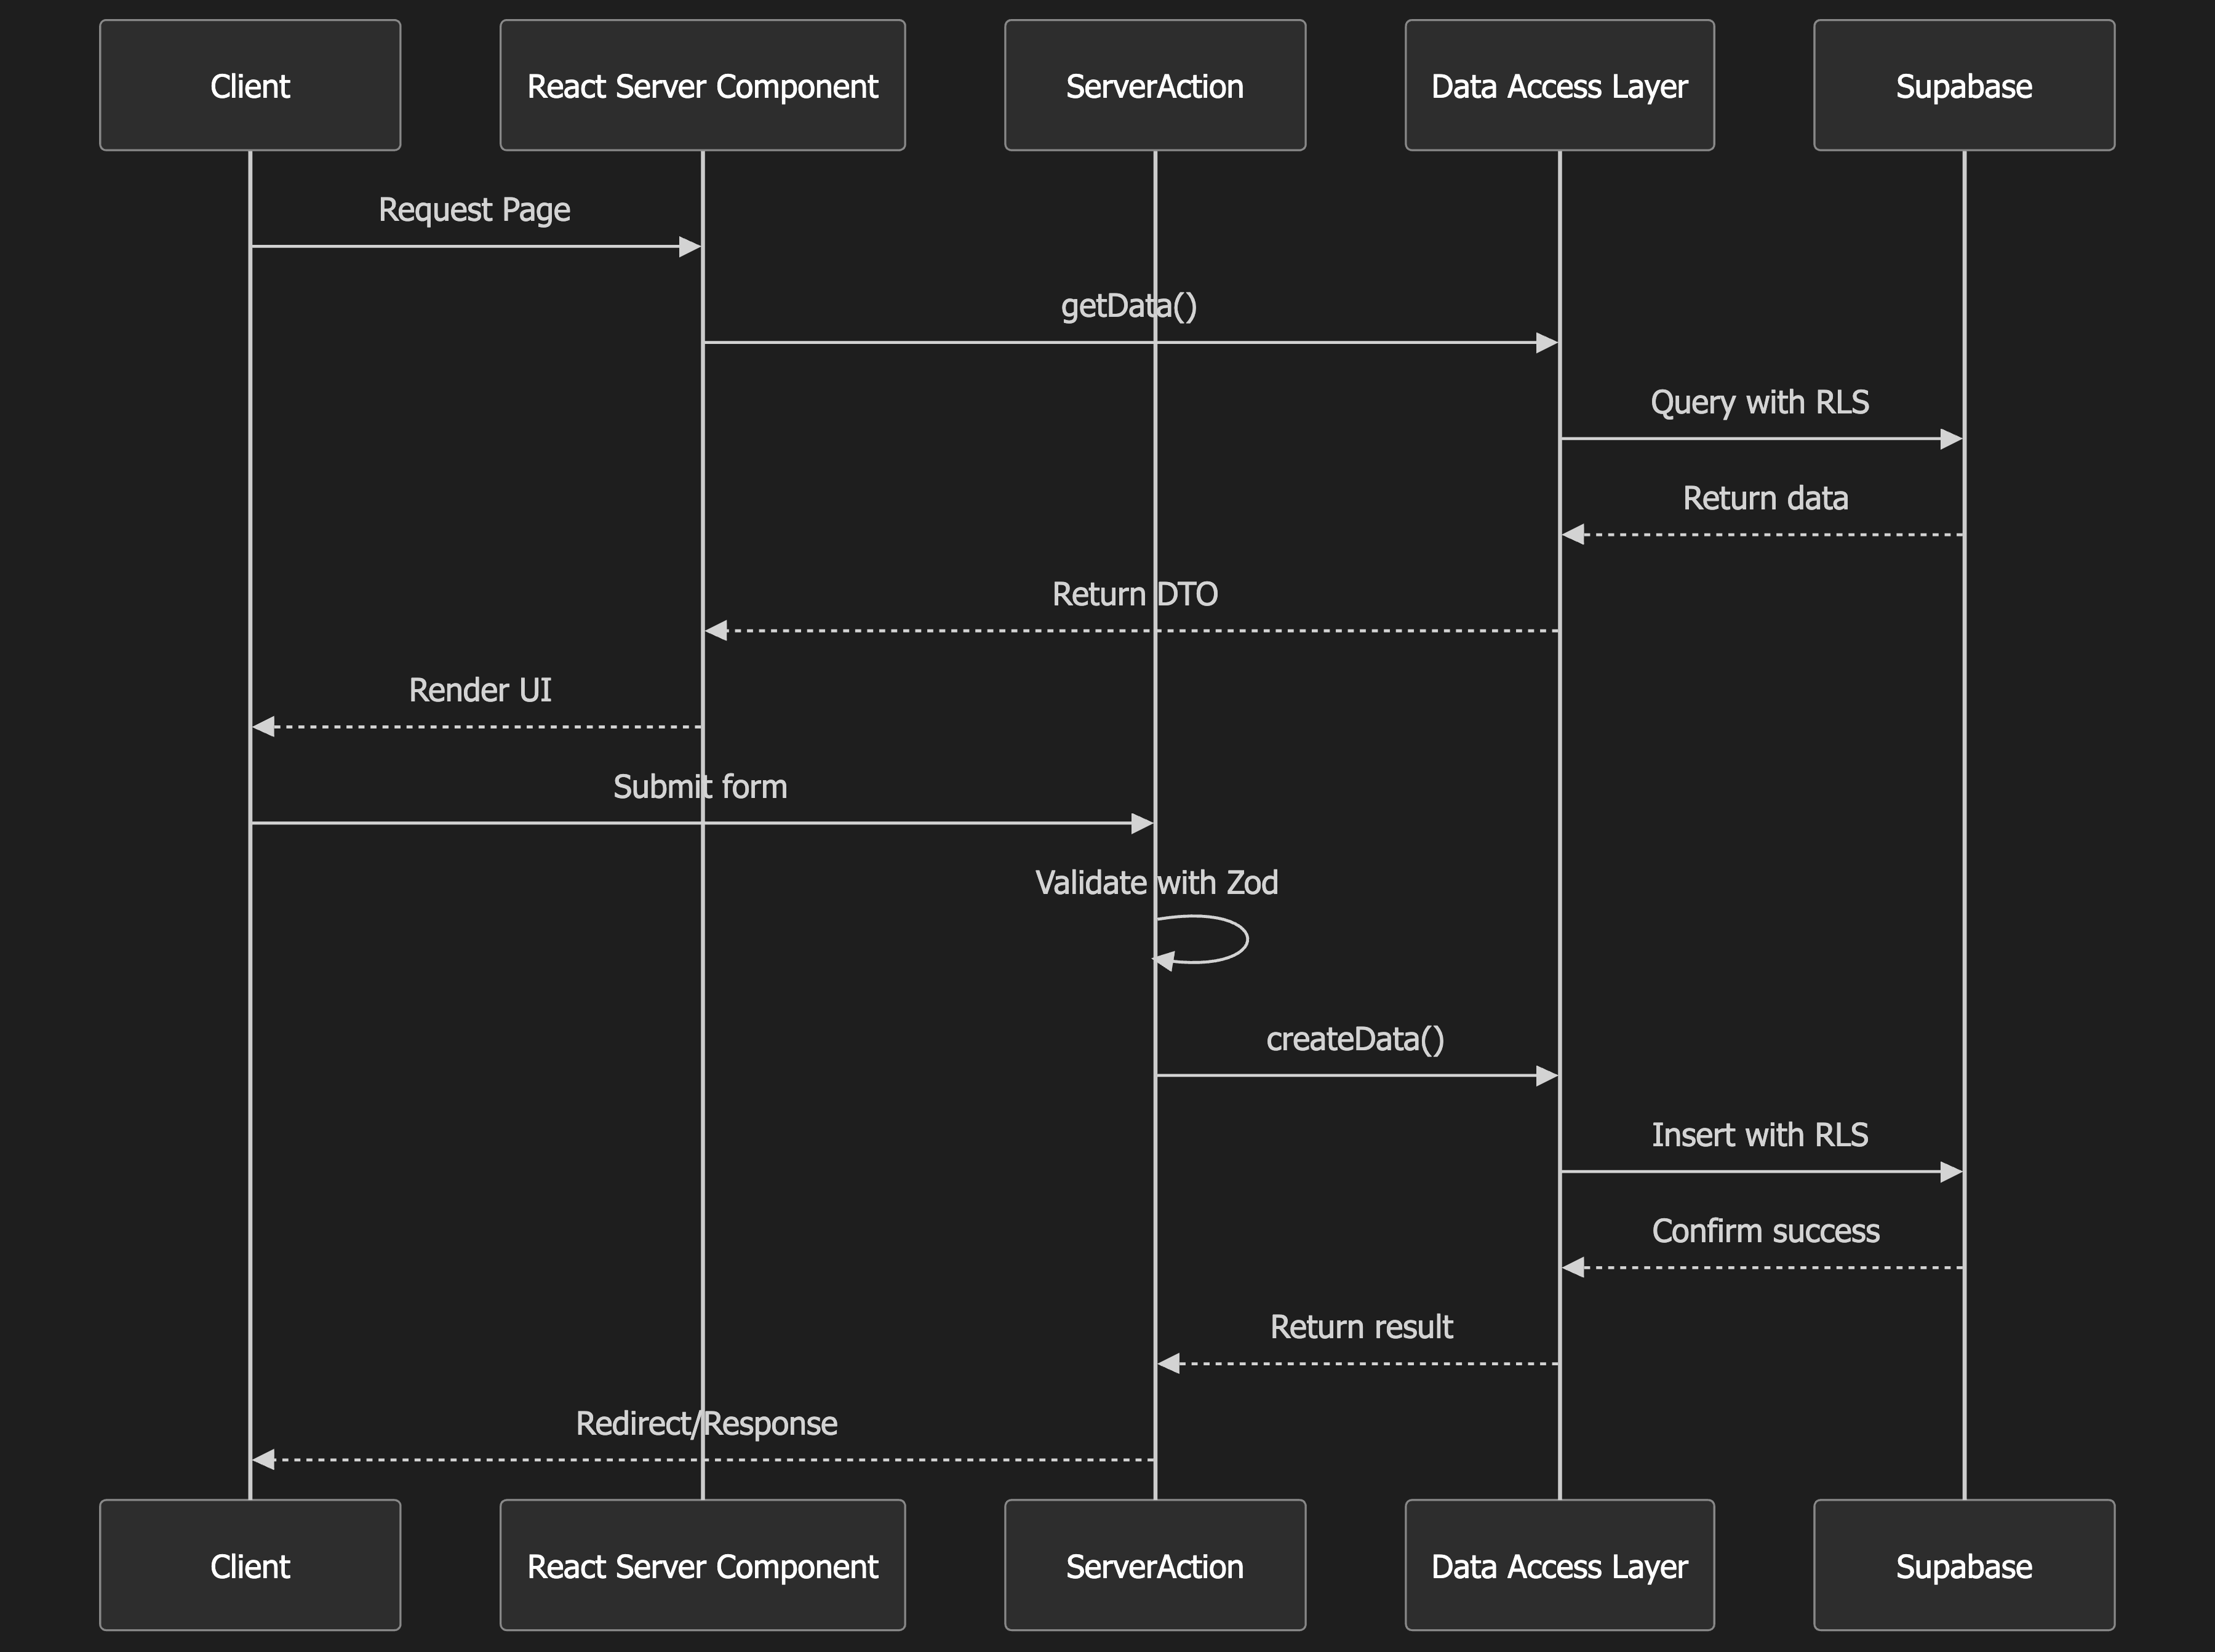 Client
React Server Component
ServerAction
Data Access Layer
Supabase
Request Page
getData()
Query with RLS
Return data
Return DTO
Render UI
Submit form
Validate with Zod
createData()
Insert with RLS
Confirm success
Return result
Redirect/Response
Client
React Server Component
ServerAction
Data Access Layer
Supabase